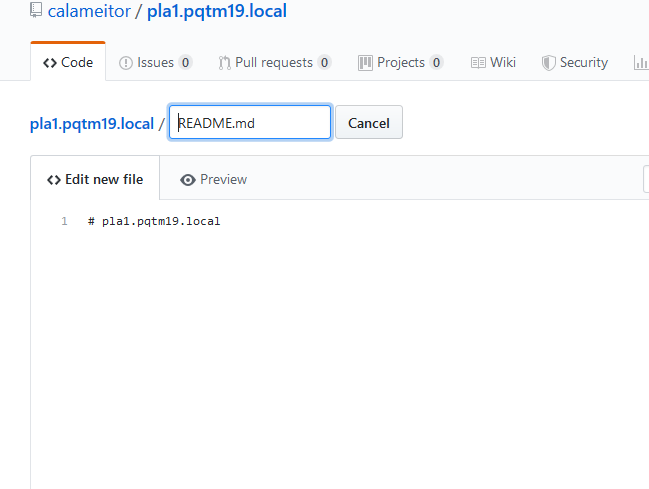 calameitor / pla1.pqtm19.local
Code Issues 0 Pull requests 0 Projects 0 Wiki Security
pla1.pqtm19.local / README.md Cancel
Edit new file Preview
1 # pla1.pqtm19.local